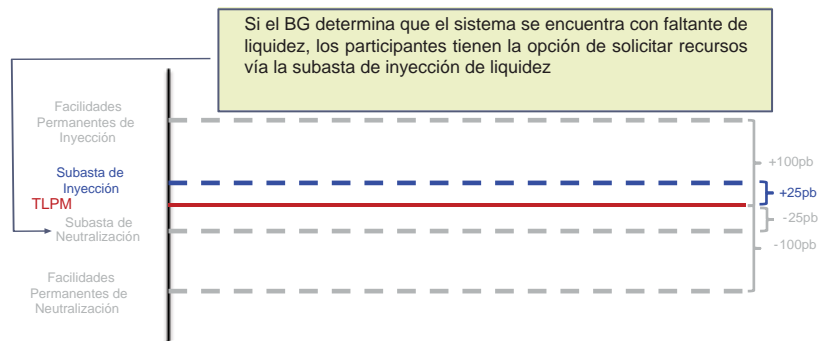 Si el BG determina que el sistema se encuentra con faltante de
liquidez, los participantes tienen la opción de solicitar recursos
vía la subasta de inyección de liquidez
Facilidades
Permanentes de
Inyección
+100pb
Subasta de
Inyección
+25pb
TLPM
Subasta de
Neutralización
-25pb
-100pb
Facilidades
Permanentes de
Neutralización